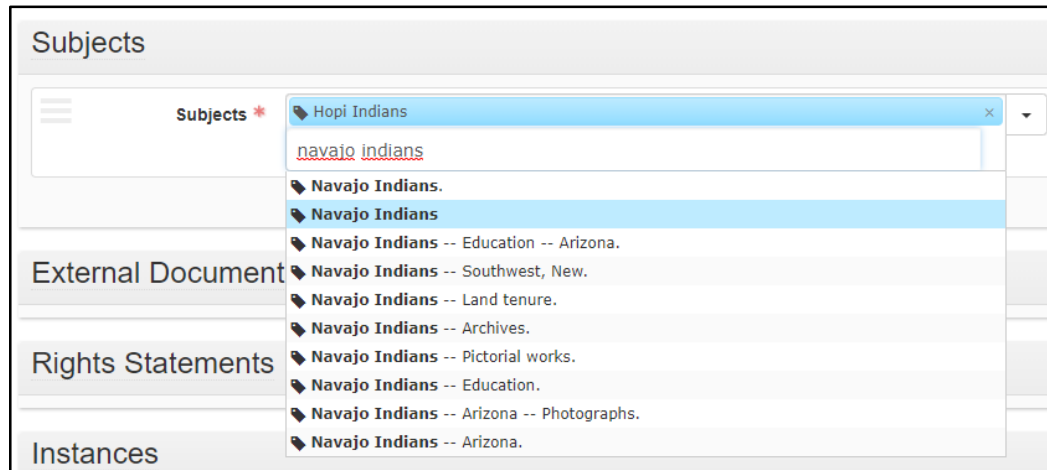 Subjects
Subjects *
Hopi Indians ×
navajo indians
Navajo Indians.
Navajo Indians
Navajo Indians -- Education -- Arizona.
External Document
Navajo Indians -- Southwest, New.
Navajo Indians -- Land tenure.
Navajo Indians -- Archives.
Rights Statements
Navajo Indians -- Pictorial works.
Navajo Indians -- Education.
Navajo Indians -- Arizona -- Photographs.
Navajo Indians -- Arizona.
Instances